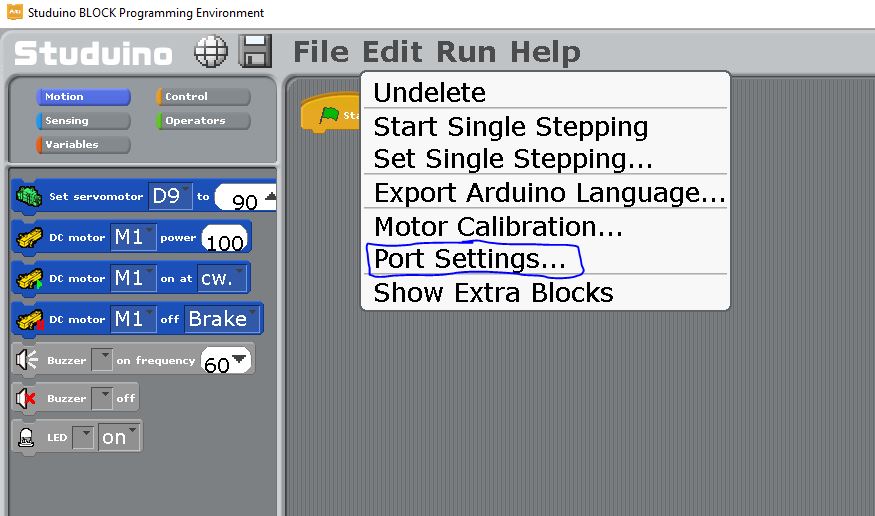 Studuino BLOCK Programming Environment
Studuino File Edit Run Help
Motion Control
Sensing Operators
Variables
Undelete
Start Single Stepping
Set Single Stepping...
Export Arduino Language...
Motor Calibration...
Port Settings...
Show Extra Blocks
Set servomotor D9 to 90
DC motor M1 power 100
DC motor M1 on at cw.
DC motor M1 off Brake
Buzzer on frequency 60
Buzzer off
LED on